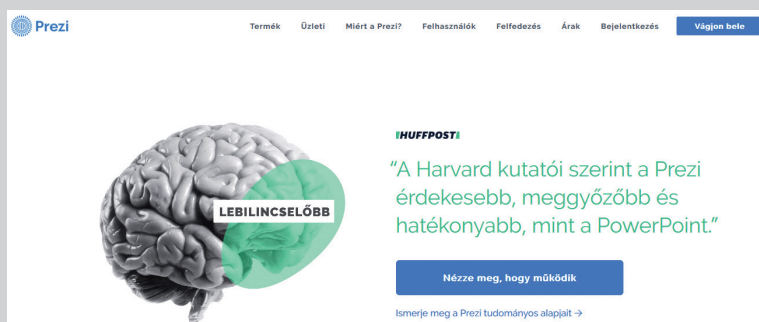 Prezi
Termék Üzleti Miért a Prezi? Felhasználók Felfedezés Árak Bejelentkezés Vágjon bele
HUFFPOST
LEBILINCSELŐBB
“A Harvard kutatói szerint a Prezi
érdekesebb, meggyőzőbb és
hatékonyabb, mint a PowerPoint.”
Nézze meg, hogy működik
Ismerje meg a Prezi tudományos alapjait →